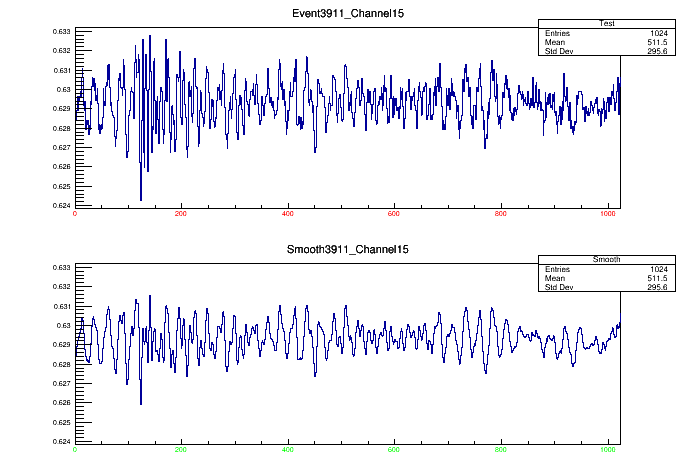 Event3911_Channel15
Test
Entries 1024
Mean 511.5
Std Dev 295.6
0.633
0.632
0.631
0.63
0.629
0.628
0.627
0.626
0.625
0.624
0 200 400 600 800 1000
Smooth3911_Channel15
Smooth
Entries 1024
Mean 511.5
Std Dev 295.6
0.633
0.632
0.631
0.63
0.629
0.628
0.627
0.626
0.625
0.624
0 200 400 600 800 1000